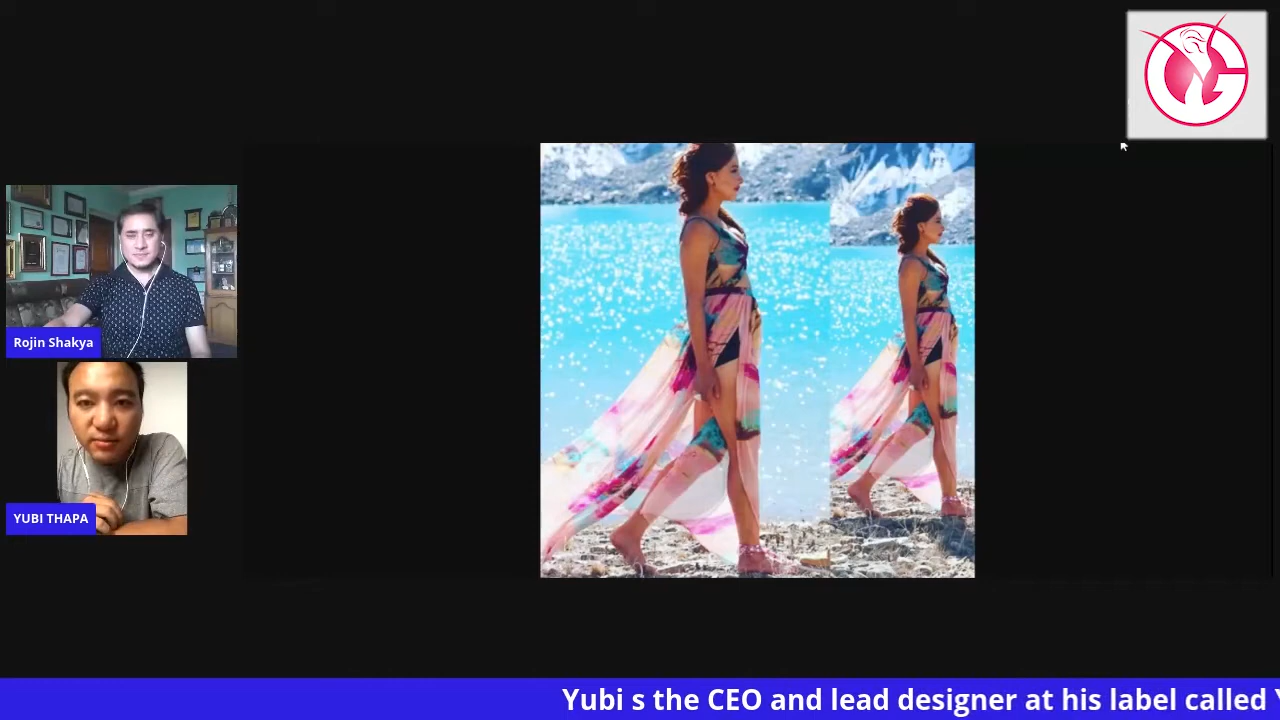 Rojin Shakya
YUBI THAPA
Yubi s the CEO and lead designer at his label called